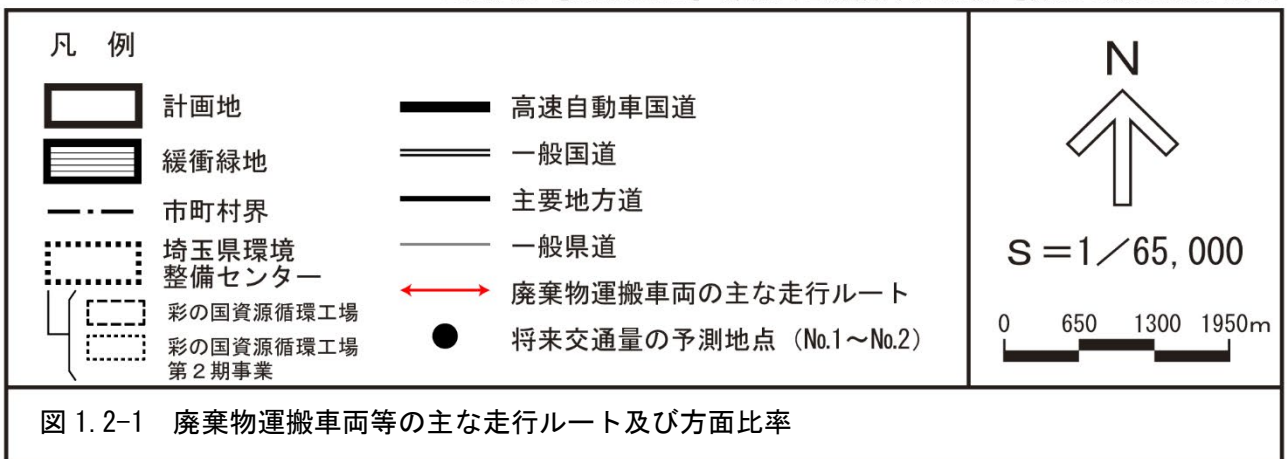 凡 例
計画地
緩衝緑地
市町村界
埼玉県環境
整備センター
彩の国資源循環工場
彩の国資源循環工場
第2期事業
高速自動車国道
一般国道
主要地方道
一般県道
廃棄物運搬車両の主な走行ルート
将来交通量の予測地点（No.1～No.2）
N
S＝1／65,000
0 650 1300 1950m
図 1.2-1 廃棄物運搬車両等の主な走行ルート及び方面比率